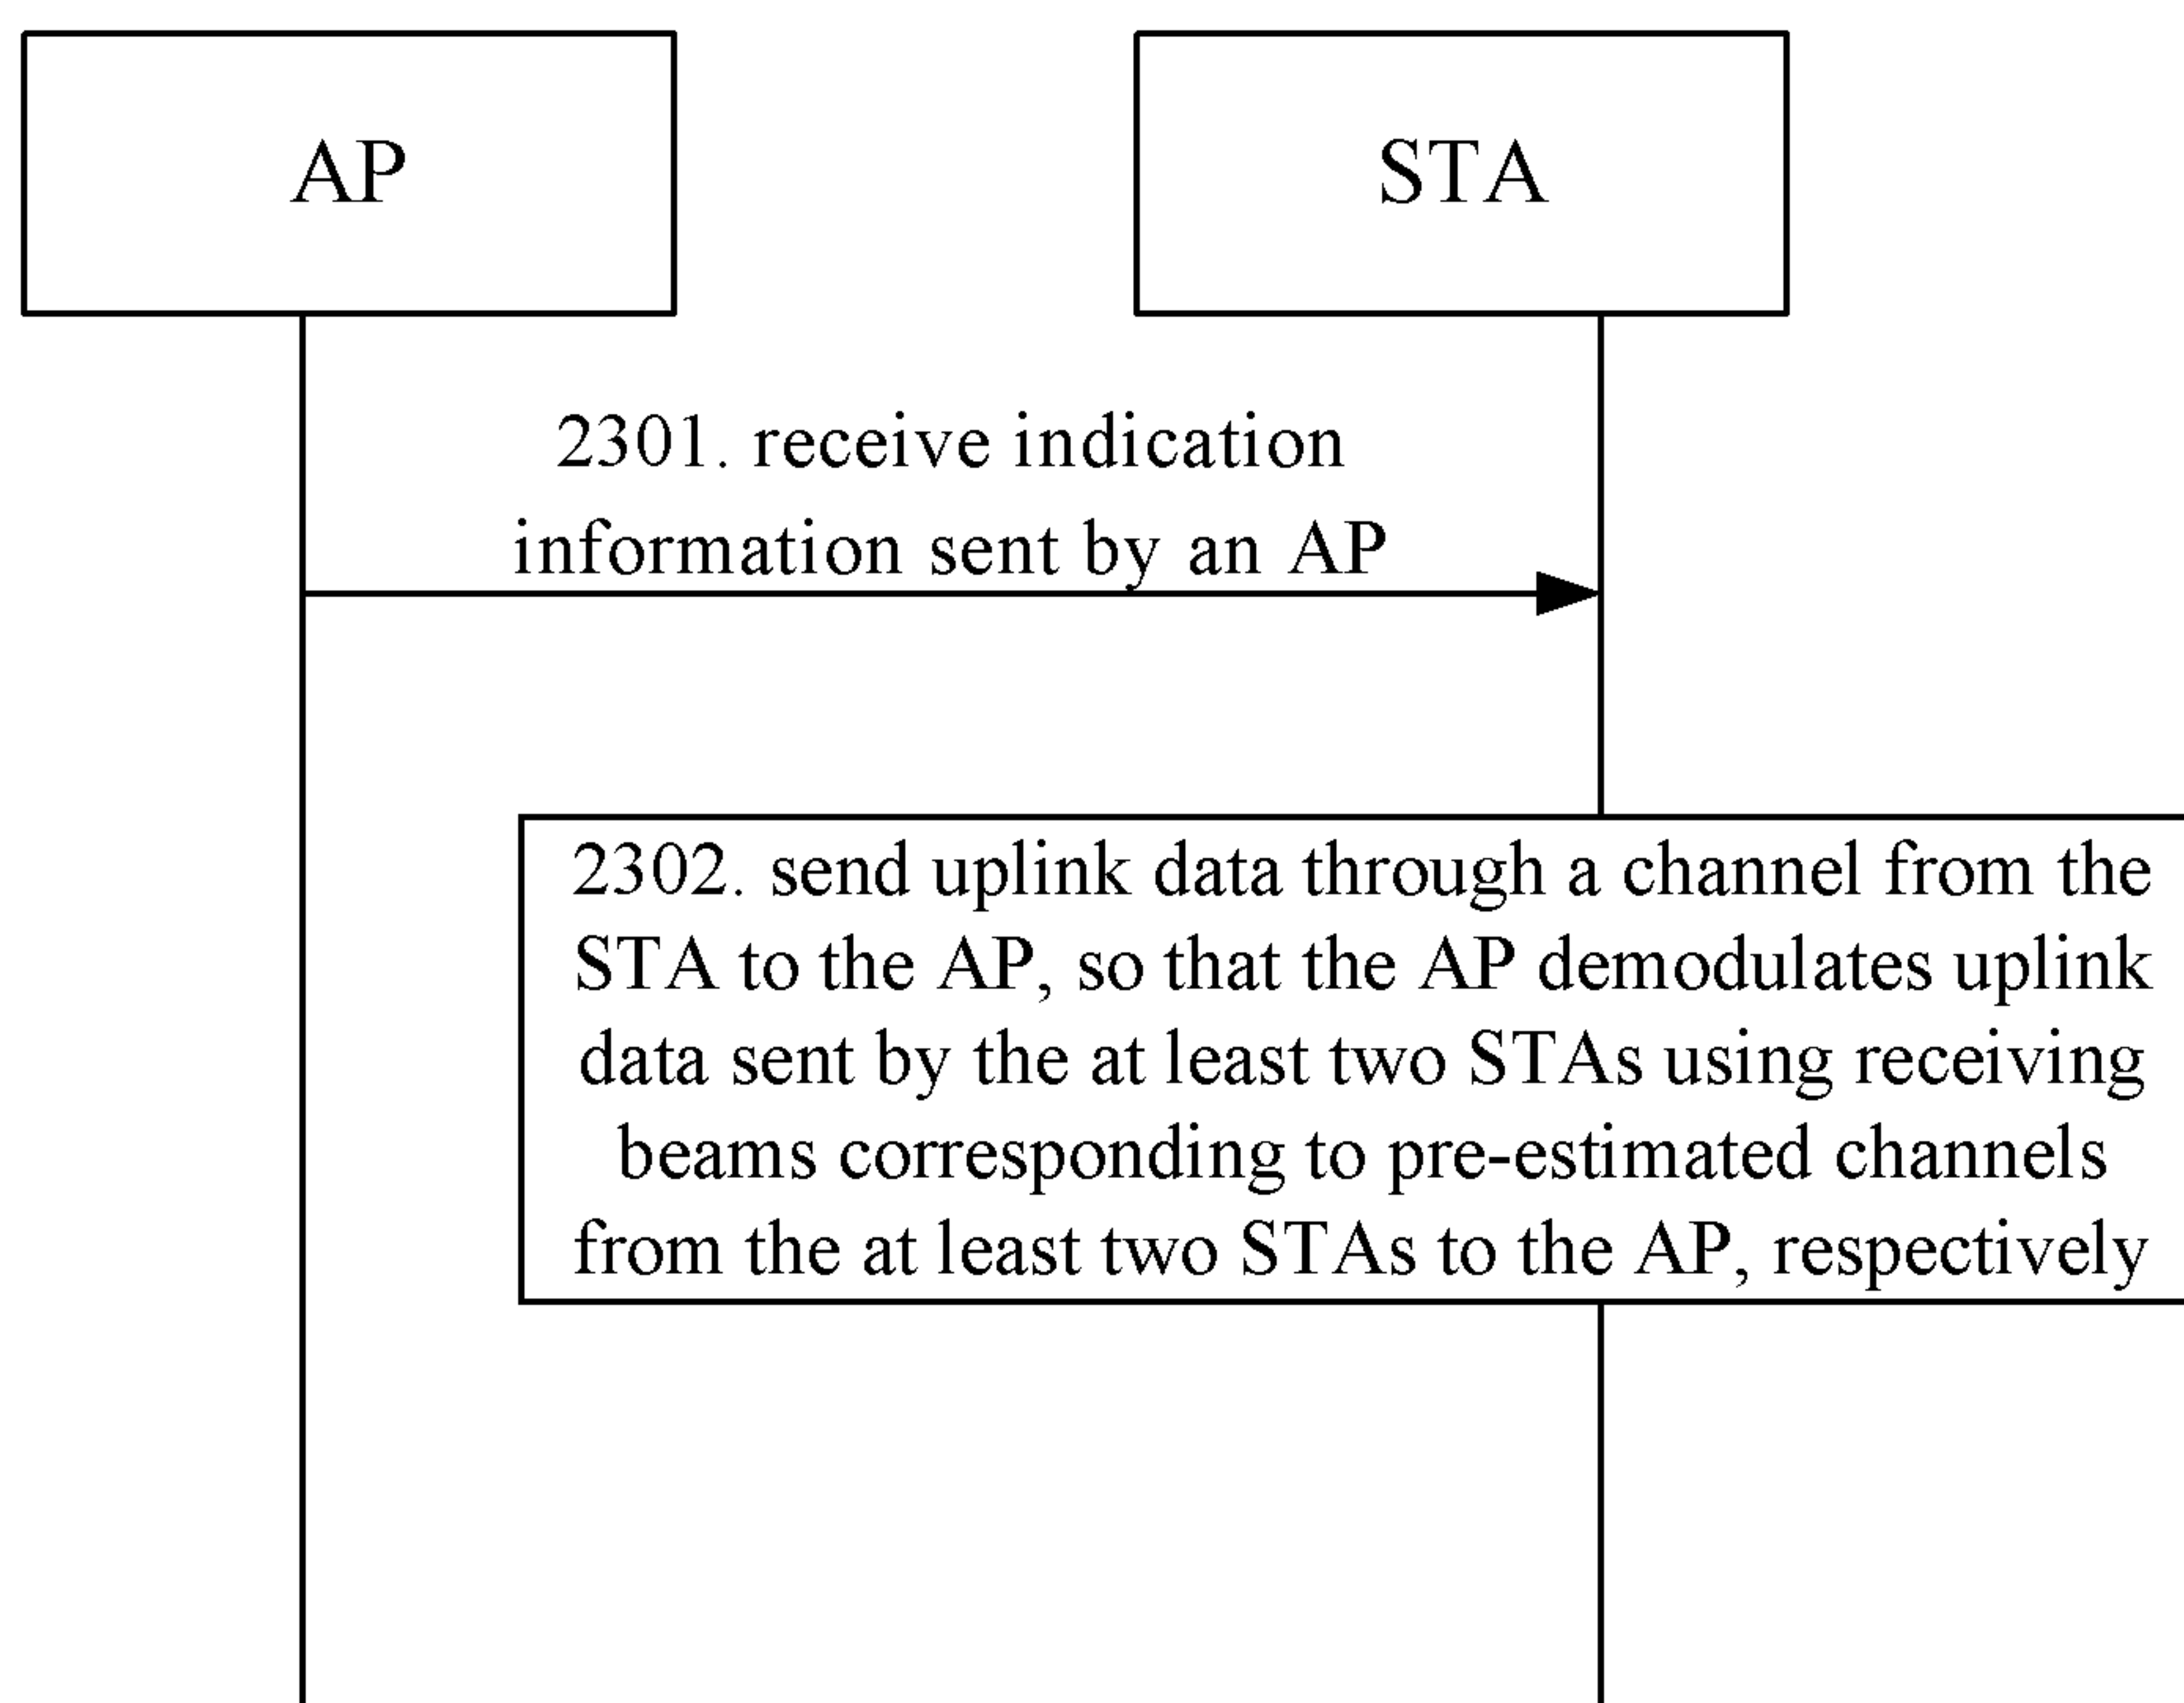 AP
STA
2301. receive indication
information sent by an AP
2302. send uplink data through a channel from the
STA to the AP, so that the AP demodulates uplink
data sent by the at least two STAs using receiving
beams corresponding to pre-estimated channels
from the at least two STAs to the AP, respectively